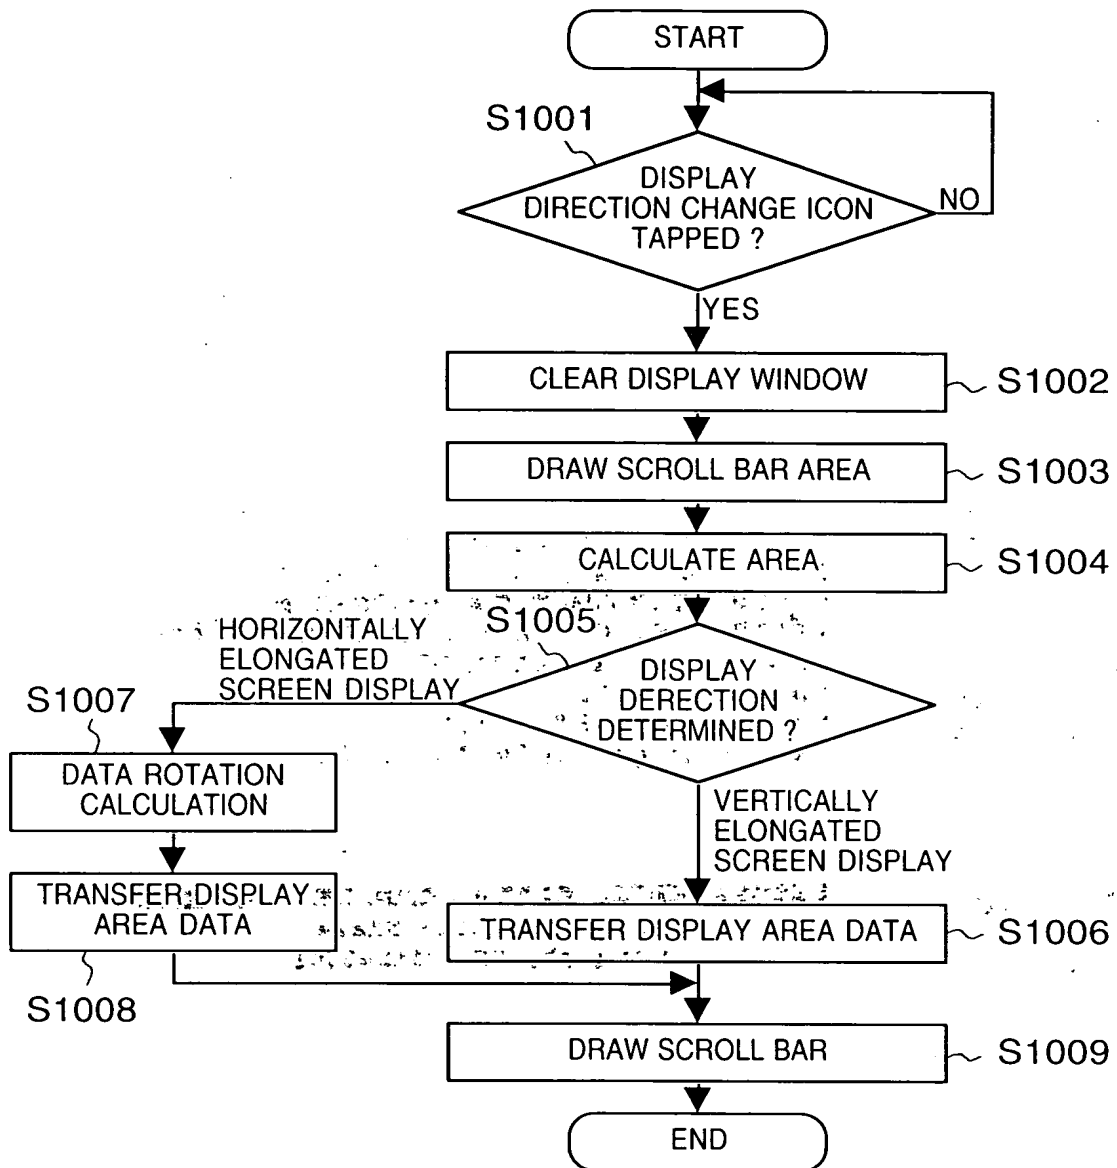 START
S1001
DISPLAY
DIRECTION CHANGE ICON
TAPPED ?
NO
YES
CLEAR DISPLAY WINDOW
S1002
DRAW SCROLL BAR AREA
S1003
CALCULATE AREA
S1004
S1005
HORIZONTALLY
ELONGATED
SCREEN DISPLAY
DISPLAY
DERECTION
DETERMINED ?
S1007
DATA ROTATION
CALCULATION
VERTICALLY
ELONGATED
SCREEN DISPLAY
TRANSFER DISPLAY
AREA DATA
TRANSFER DISPLAY AREA DATA
S1006
S1008
DRAW SCROLL BAR
S1009
END